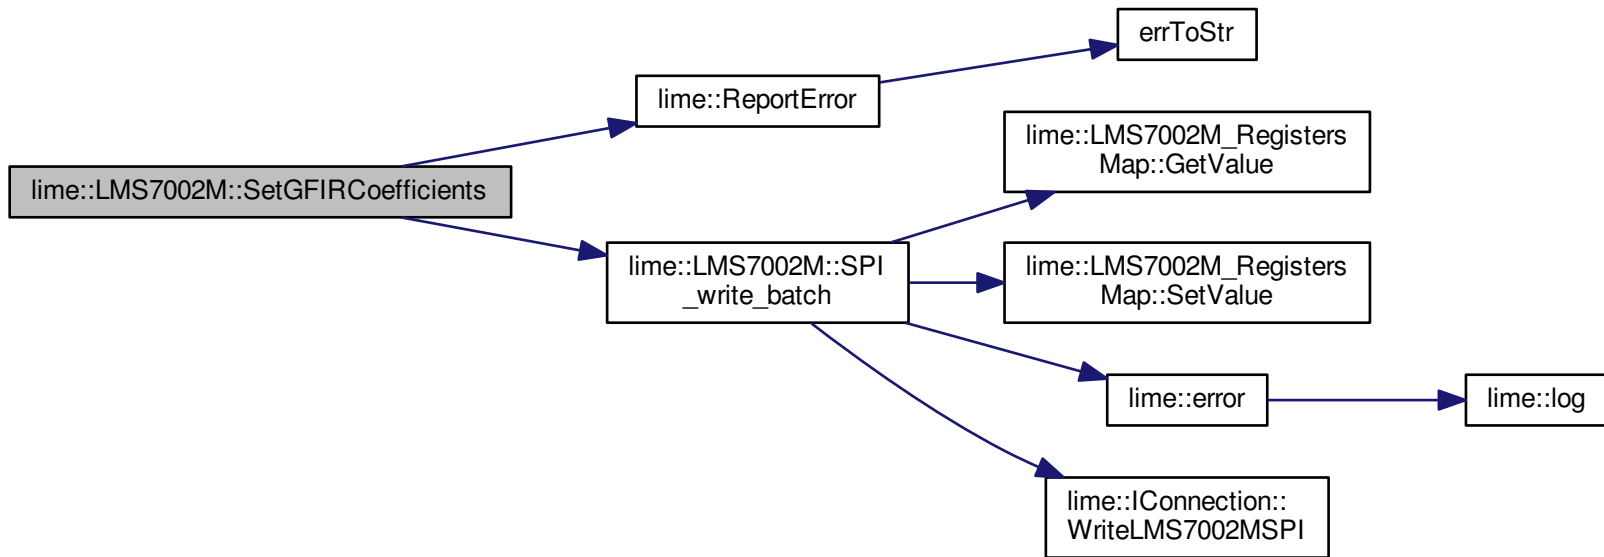 errToStr
lime::ReportError
lime::LMS7002M_Registers
Map::GetValue
lime::LMS7002M::SetGFIRCoefficients
lime::LMS7002M::SPI
_write_batch
lime::LMS7002M_Registers
Map::SetValue
lime::error
lime::log
lime::IConnection::
WriteLMS7002MSPI